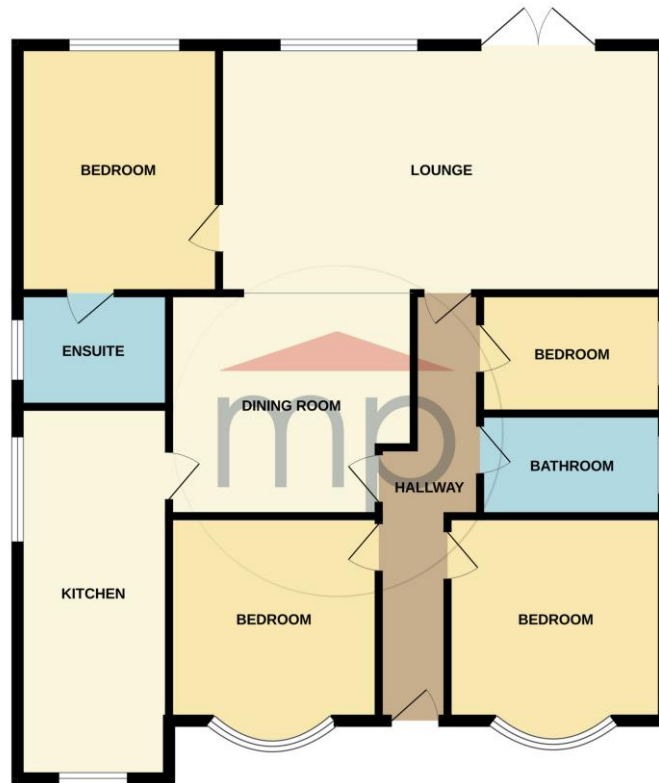 BEDROOM
LOUNGE
ENSUITE
BEDROOM
DINING ROOM
mp
BATHROOM
HALLWAY
KITCHEN
BEDROOM
BEDROOM